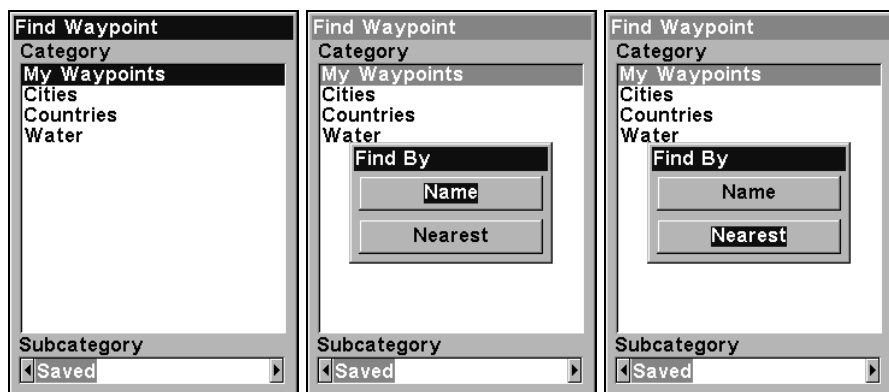 Find Waypoint
Category
My Waypoints
Cities
Countries
Water
Subcategory
Saved
Find Waypoint
Category
My Waypoints
Cities
Countries
Water
Find By
Name
Nearest
Subcategory
Saved
Find Waypoint
Category
My Waypoints
Cities
Countries
Water
Find By
Name
Nearest
Subcategory
Saved